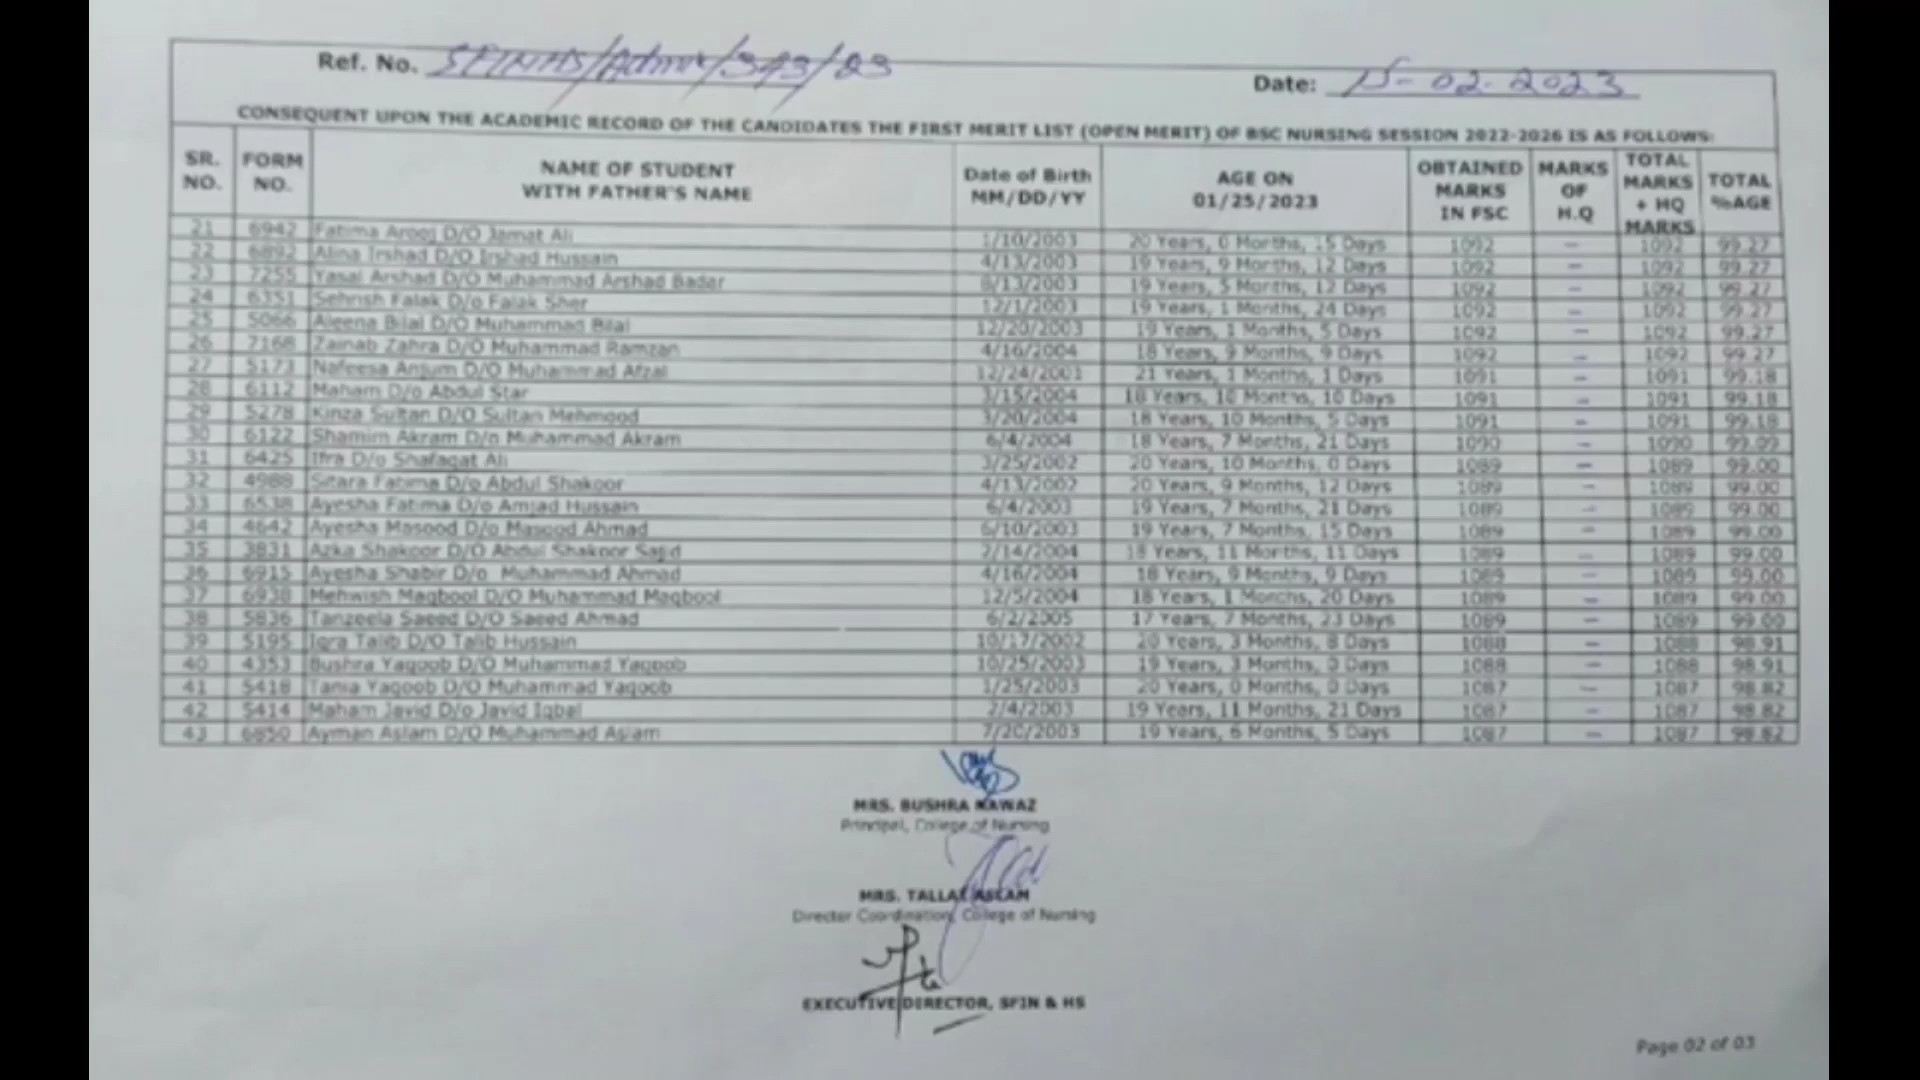 Ref. No. SFINHS/Admn/313/23
Date: 15-02-2023
CONSEQUENT UPON THE ACADEMIC RECORD OF THE CANDIDATES THE FIRST MERIT LIST (OPEN MERIT) OF BSC NURSING SESSION 2022-2026 IS AS FOLLOWS:
SR. NO. FORM NO. NAME OF STUDENT WITH FATHER'S NAME Date of Birth MM/DD/YY AGE ON 01/25/2023 OBTAINED MARKS IN FSC MARKS OF H.Q TOTAL MARKS + HQ MARKS TOTAL %AGE
21 6942 Fatima Arooj D/O Jamat Ali 1/10/2003 20 Years, 0 Months, 15 Days 1092 – 1092 99.27
22 6892 Alina Irshad D/O Irshad Hussain 4/13/2003 19 Years, 9 Months, 12 Days 1092 – 1092 99.27
23 7255 Yasal Arshad D/O Muhammad Arshad Badar 8/13/2003 19 Years, 5 Months, 12 Days 1092 – 1092 99.27
24 6351 Sehrish Falak D/o Falak Sher 12/1/2003 19 Years, 1 Months, 24 Days 1092 – 1092 99.27
25 5066 Aleena Bilal D/O Muhammad Bilal 12/20/2003 19 Years, 1 Months, 5 Days 1092 – 1092 99.27
26 7168 Zainab Zahra D/O Muhammad Ramzan 4/16/2004 18 Years, 9 Months, 9 Days 1092 – 1092 99.27
27 5173 Nafeesa Anjum D/O Muhammad Afzal 12/24/2001 21 Years, 1 Months, 1 Days 1091 – 1091 99.18
28 6112 Maham D/o Abdul Star 3/15/2004 18 Years, 10 Months, 10 Days 1091 – 1091 99.18
29 5278 Kinza Sultan D/O Sultan Mehmood 3/20/2004 18 Years, 10 Months, 5 Days 1091 – 1091 99.18
30 6122 Shamim Akram D/o Muhammad Akram 6/4/2004 18 Years, 7 Months, 21 Days 1090 – 1090 99.09
31 6425 Ifra D/o Shafaqat Ali 3/25/2002 20 Years, 10 Months, 0 Days 1089 – 1089 99.00
32 4988 Sitara Fatima D/o Abdul Shakoor 4/13/2002 20 Years, 9 Months, 12 Days 1089 – 1089 99.00
33 6538 Ayesha Fatima D/o Amjad Hussain 6/4/2003 19 Years, 7 Months, 21 Days 1089 – 1089 99.00
34 4642 Ayesha Masood D/o Masood Ahmad 6/10/2003 19 Years, 7 Months, 15 Days 1089 – 1089 99.00
35 3831 Azka Shakoor D/O Abdul Shakoor Sajid 2/14/2004 18 Years, 11 Months, 11 Days 1089 – 1089 99.00
36 6915 Ayesha Shabir D/o Muhammad Ahmad 4/16/2004 18 Years, 9 Months, 9 Days 1089 – 1089 99.00
37 6938 Mehwish Maqbool D/O Muhammad Maqbool 12/5/2004 18 Years, 1 Months, 20 Days 1089 – 1089 99.00
38 5836 Tanzeela Saeed D/O Saeed Ahmad 6/2/2005 17 Years, 7 Months, 23 Days 1089 – 1089 99.00
39 5195 Iqra Talib D/O Talib Hussain 10/17/2002 20 Years, 3 Months, 8 Days 1088 – 1088 98.91
40 4353 Bushra Yaqoob D/O Muhammad Yaqoob 10/25/2003 19 Years, 3 Months, 0 Days 1088 – 1088 98.91
41 5418 Tania Yaqoob D/O Muhammad Yaqoob 1/25/2003 20 Years, 0 Months, 0 Days 1087 – 1087 98.82
42 5414 Maham Javid D/o Javid Iqbal 2/4/2003 19 Years, 11 Months, 21 Days 1087 – 1087 98.82
43 6850 Ayman Aslam D/O Muhammad Aslam 7/20/2003 19 Years, 6 Months, 5 Days 1087 – 1087 98.82
MRS. BUSHRA NAWAZ
Principal, College of Nursing
MRS. TALLAT ASLAM
Director Coordination, College of Nursing
EXECUTIVE DIRECTOR, SFIN & HS
Page 02 of 03